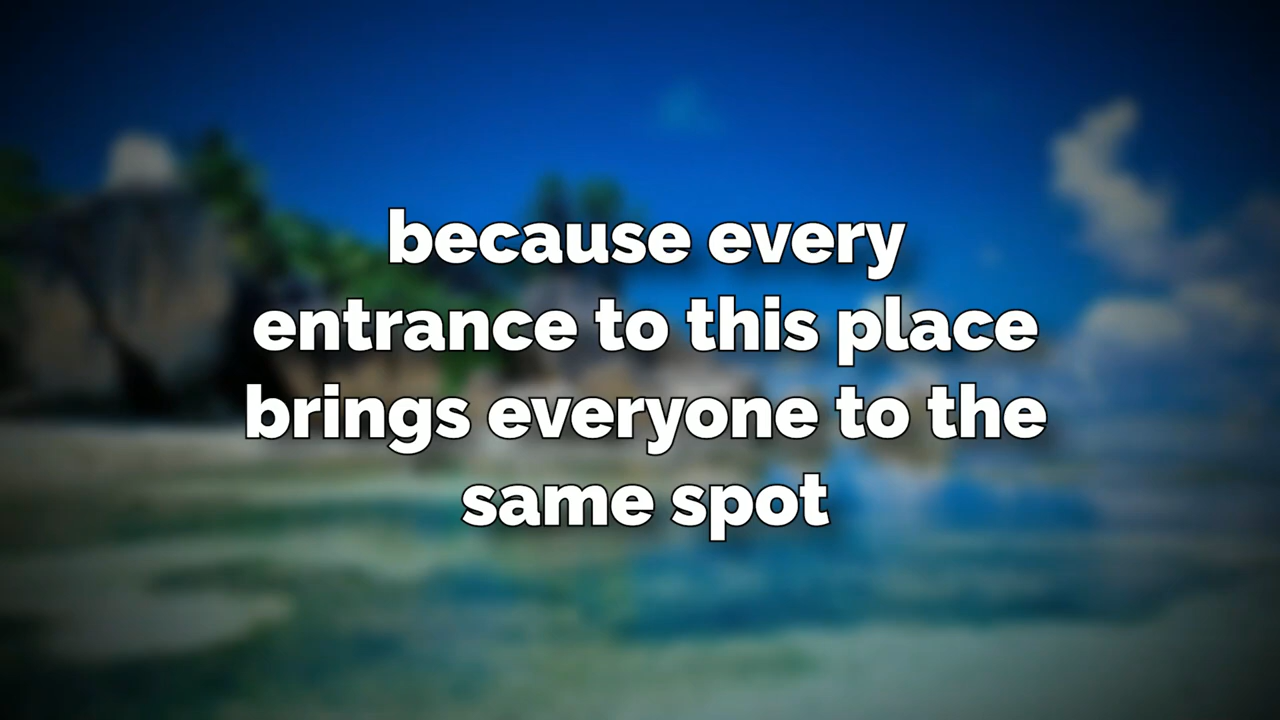 because every
entrance to this place
brings everyone to the
same spot